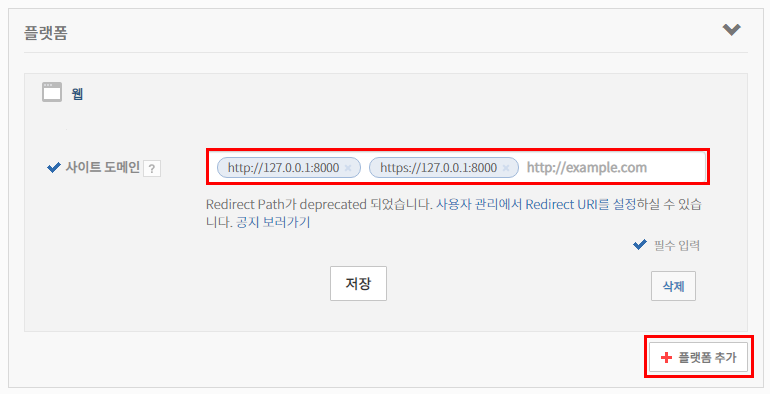 플랫폼
웹
사이트 도메인 ? http://127.0.0.1:8000 × https://127.0.0.1:8000 × http://example.com
Redirect Path가 deprecated 되었습니다. 사용자 관리에서 Redirect URI를 설정하실 수 있습
니다. 공지 보러가기
필수 입력
저장 삭제
플랫폼 추가